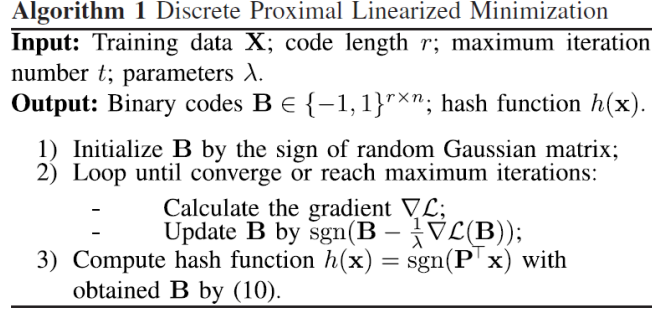 Algorithm 1 Discrete Proximal Linearized Minimization
Input: Training data X; code length r; maximum iteration
number t; parameters λ.
Output: Binary codes B ∈ {−1, 1}^{r×n}; hash function h(x).
1) Initialize B by the sign of random Gaussian matrix;
2) Loop until converge or reach maximum iterations:
- Calculate the gradient ∇ℒ;
- Update B by sgn(B − \frac{1}{λ}∇ℒ(B));
3) Compute hash function h(x) = sgn(P^⊤x) with
obtained B by (10).